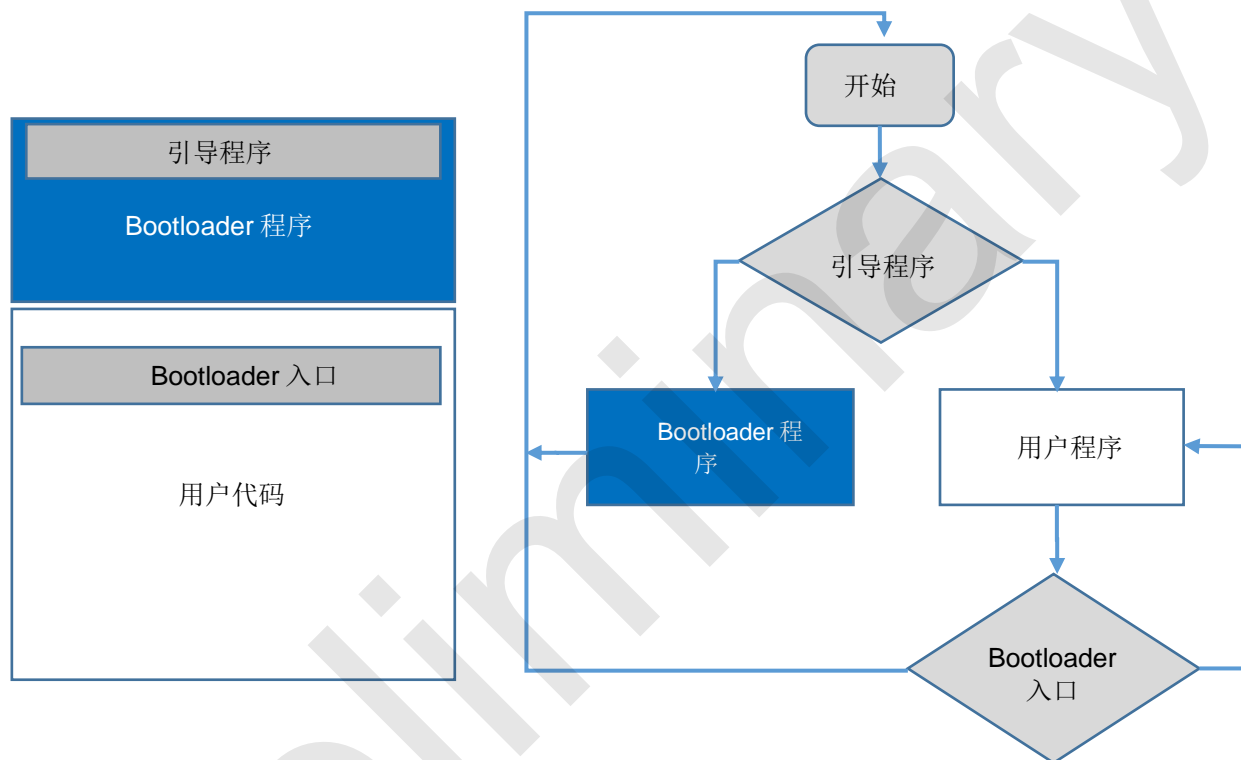 引导程序
Bootloader 程序
Bootloader 入口
用户代码
开始
引导程序
Bootloader 程
序
用户程序
Bootloader
入口